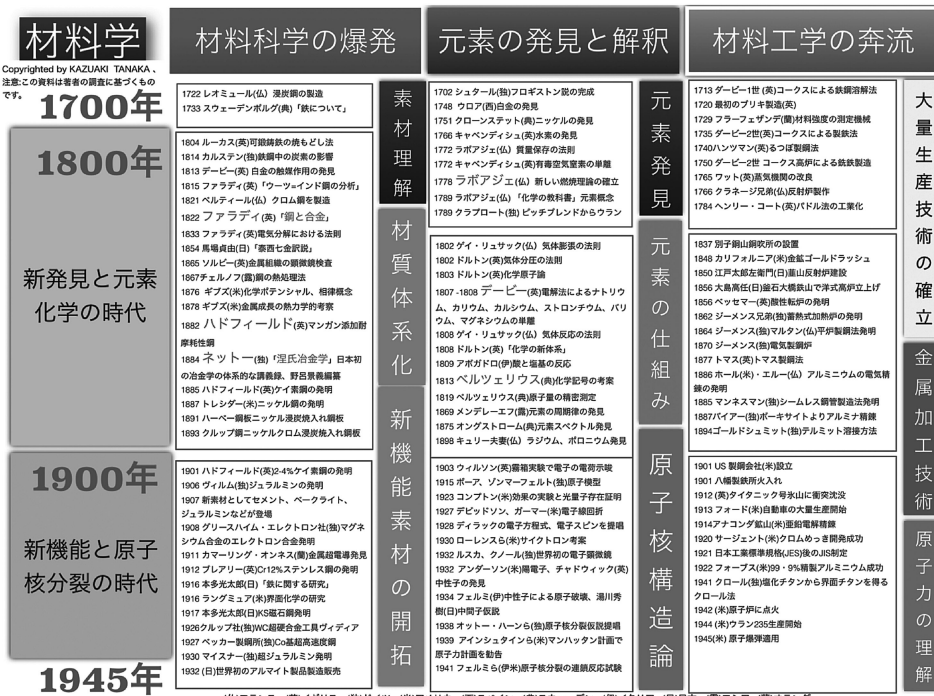 材料学
材料科学の爆発
元素の発見と解釈
材料工学の奔流
Copyrighted by KAZUAKI TANAKA 、
注意:この資料は著者の調査に基づくもの
です。
1700年
1722 レオミュール(仏) 浸炭鋼の製造
1733 スウェーデンボルグ(典)「鉄について」
素材理解
1702 シュタール(独)フロギストン説の完成
1748 ウロア(西)白金の発見
1751 クローンステット(典)ニッケルの発見
1766 キャベンディシュ(英)水素の発見
1772 ラボアジェ(仏) 質量保存の法則
1772 キャベンディシュ(英)有毒空気窒素の単離
1778 ラボアジェ(仏) 新しい燃焼理論の確立
1789 ラボアジェ(仏)「化学の教科書」元素概念
1789 クラプロート(独) ピッチブレンドからウラン
元素発見
1713 ダービー1世 (英)コークスによる鉄鋼溶解法
1720 最初のブリキ製造(英)
1729 フラーフェザンデ(蘭)材料強度の測定機械
1735 ダービー2世(英)コークスによる製鉄法
1740ハンツマン(英)るつぼ製鋼法
1750 ダービー2世 コークス高炉による銑鉄製造
1765 ワット(英)蒸気機関の改良
1766 クラネージ兄弟(仏)反射炉製作
1784 ヘンリー・コート(英)パドル法の工業化
大量生産技術の確立
1800年
新発見と元素
化学の時代
1804 ルーカス(英)可鍛鋳鉄の焼もどし法
1814 カルステン(独)鉄鋼中の炭素の影響
1813 デービー(英) 白金の触媒作用の発見
1815 ファラディ(英)「ウーツ=インド鋼の分析」
1821 ベルティール(仏) クロム鋼を製造
1822 ファラディ(英)「鋼と合金」
1833 ファラディ(英)電気分解における法則
1854 馬場貞由(日)「泰西七金訳説」
1865 ソルビー(英)金属組織の顕微鏡検査
1867チェルノフ(露)鋼の熱処理法
1876 ギブズ(米)化学ポテンシャル、相律概念
1878 ギブズ(米)金属成長の熱力学的考察
1882 ハドフィールド(英)マンガン添加耐
摩耗性鋼
1884 ネットー(独)「涅氏冶金学」日本初
の冶金学の体系的な講義録、野呂景義編纂
1885 ハドフィールド(英)ケイ素鋼の発明
1887 トレシダー(米)ニッケル鋼の発明
1891 ハーベー鋼板ニッケル浸炭焼入れ鋼板
1893 クルップ鋼ニッケルクロム浸炭焼入れ鋼板
材質体系化
1802 ゲイ・リュサック(仏) 気体膨張の法則
1802 ドルトン(英)気体分圧の法則
1803 ドルトン(英)化学原子論
1807 -1808 デービー(英)電解法によるナトリウ
ム、カリウム、カルシウム、ストロンチウム、バリ
ウム、マグネシウムの単離
1808 ゲイ・リュサック(仏) 気体反応の法則
1808 ドルトン(英)「化学の新体系」
1809 アボガドロ(伊)酸と塩基の反応
1813 ベルツェリウス(典)化学記号の考案
1819 ベルツェリウス(典)原子量の精密測定
1869 メンデレーエフ(露)元素の周期律の発見
1875 オングストローム(典)元素スペクトル発見
1898 キュリー夫妻(仏) ラジウム、ポロニウム発見
元素の仕組み
1837 別子銅山銅吹所の設置
1848 カリフォルニア(米)金鉱ゴールドラッシュ
1850 江戸太郎左衛門(日)韮山反射炉建設
1856 大島高任(日)釜石大橋鉄山で洋式高炉立上げ
1856 ベッセマー(英)酸性転炉の発明
1862 ジーメンス兄弟(独)蓄熱式加熱炉の発明
1864 ジーメンス(独)マルタン(仏)平炉製鋼法発明
1870 ジーメンス(独)電気製鋼炉
1877 トマス(英)トマス製鋼法
1886 ホール(米)・エルー(仏) アルミニウムの電気精
錬の発明
1885 マンネスマン(独)シームレス鋼管製造法発明
1887バイアー(独)ボーキサイトよりアルミナ精錬
1894ゴールドシュミット(独)テルミット溶接方法
金属加工技術
1900年
新機能と原子
核分裂の時代
1901 ハドフィールド(英)2-4%ケイ素鋼の発明
1906 ヴィルム(独)ジュラルミンの発明
1907 新素材としてセメント、ベークライト、
ジュラルミンなどが登場
1908 グリースハイム・エレクトロン社(独)マグネ
シウム合金のエレクトロン合金発明
1911 カマーリング・オンネス(蘭)金属超電導発見
1912 ブレアリー(英)Cr12%ステンレス鋼の発明
1916 本多光太郎(日)「鉄に関する研究」
1916 ラングミュア(米)界面化学の研究
1917 本多光太郎(日)KS磁石鋼発明
1926クルップ社(独)WC超硬合金工具ヴィディア
1927 ベッカー製鋼所(独)Co基超高速度鋼
1930 マイスナー(独)超ジュラルミン発明
1932 (日)世界初のアルマイト製品製造販売
新機能素材の開拓
1903 ウィルソン(英)霧箱実験で電子の電荷示唆
1915 ボーア、ゾンマーフェルト(独)原子模型
1923 コンプトン(米)効果の実験と光量子存在証明
1927 デビッドソン、ガーマー(米)電子線回折
1928 ディラックの電子方程式、電子スピンを提唱
1930 ローレンスら(米)サイクトロン考案
1932 ルスカ、クノール(独)世界初の電子顕微鏡
1932 アンダーソン(米)陽電子、チャドウィック(英)
中性子の発見
1934 フェルミ(伊)中性子による原子破壊、湯川秀
樹(日)中間子仮説
1938 オットー・ハーンら(独)原子核分裂仮説提唱
1939 アインシュタインら(米)マンハッタン計画で
原子力計画を勧告
1941 フェルミら(伊米)原子核分裂の連鎖反応試験
原子核構造論
1901 US 製鋼会社(米)設立
1901 八幡製鉄所火入れ
1912 (英)タイタニック号氷山に衝突沈没
1913 フォード(米)自動車の大量生産開始
1914アナコンダ鉱山(米)亜鉛電解精錬
1920 サージェント(米)クロムめっき開発成功
1921 日本工業標準規格(JES)後のJIS制定
1922 フォーブス(米)99・9%精製アルミニウム成功
1941 クロール(独)塩化チタンから界面チタンを得る
クロール法
1942 (米)原子炉に点火
1944 (米)ウラン235生産開始
1945(米) 原子爆弾適用
原子力の理解
1945年